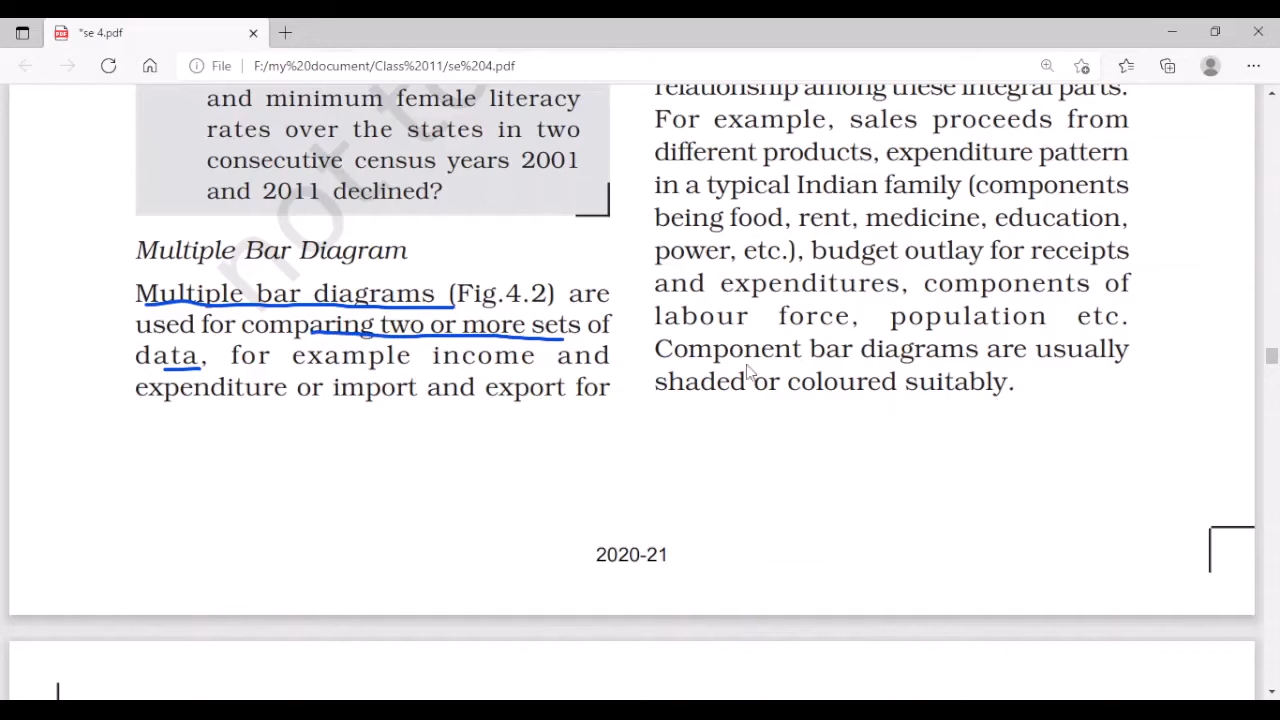 *se 4.pdf
File F:/my%20document/Class%2011/se%204.pdf
and minimum female literacy
rates over the states in two
consecutive census years 2001
and 2011 declined?
Multiple Bar Diagram
Multiple bar diagrams (Fig.4.2) are
used for comparing two or more sets of
data, for example income and
expenditure or import and export for
relationship among these integral parts.
For example, sales proceeds from
different products, expenditure pattern
in a typical Indian family (components
being food, rent, medicine, education,
power, etc.), budget outlay for receipts
and expenditures, components of
labour force, population etc.
Component bar diagrams are usually
shaded or coloured suitably.
2020-21